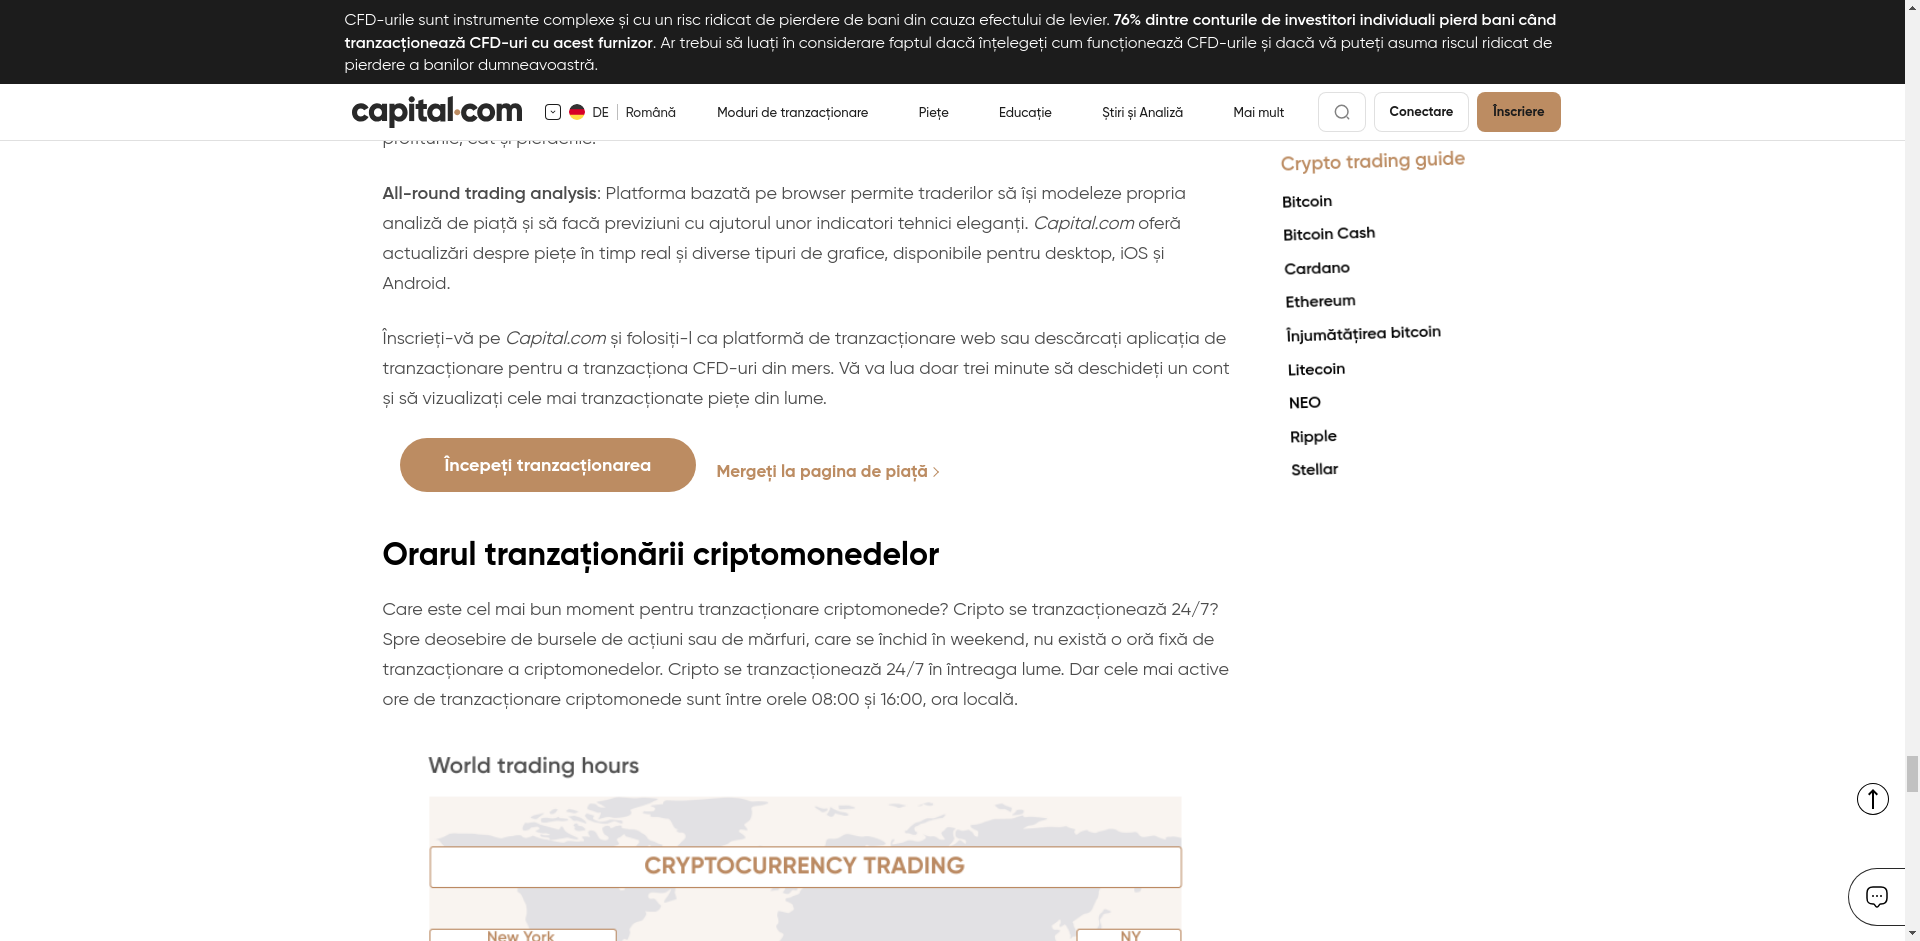 CFD-urile sunt instrumente complexe și cu un risc ridicat de pierdere de bani din cauza efectului de levier. 76% dintre conturile de investitori individuali pierd bani când
tranzacționează CFD-uri cu acest furnizor. Ar trebui să luați în considerare faptul dacă înțelegeți cum funcționează CFD-urile și dacă vă puteți asuma riscul ridicat de
pierdere a banilor dumneavoastră.
capital.com
DE
Română
Moduri de tranzacționare
Piețe
Educație
Știri și Analiză
Mai mult
Conectare
Înscriere
profiturile, cât și pierderile.
All-round trading analysis: Platforma bazată pe browser permite traderilor să își modeleze propria
analiză de piață și să facă previziuni cu ajutorul unor indicatori tehnici eleganți. Capital.com oferă
actualizări despre piețe în timp real și diverse tipuri de grafice, disponibile pentru desktop, iOS și
Android.
Înscrieți-vă pe Capital.com și folosiți-l ca platformă de tranzacționare web sau descărcați aplicația de
tranzacționare pentru a tranzacționa CFD-uri din mers. Vă va lua doar trei minute să deschideți un cont
și să vizualizați cele mai tranzacționate piețe din lume.
Începeți tranzacționarea
Mergeți la pagina de piață
Orarul tranzaționării criptomonedelor
Care este cel mai bun moment pentru tranzacționare criptomonede? Cripto se tranzacționează 24/7?
Spre deosebire de bursele de acțiuni sau de mărfuri, care se închid în weekend, nu există o oră fixă de
tranzacționare a criptomonedelor. Cripto se tranzacționează 24/7 în întreaga lume. Dar cele mai active
ore de tranzacționare criptomonede sunt între orele 08:00 și 16:00, ora locală.
World trading hours
CRYPTOCURRENCY TRADING
New York
NY
Crypto trading guide
Bitcoin
Bitcoin Cash
Cardano
Ethereum
Înjumătățirea bitcoin
Litecoin
NEO
Ripple
Stellar